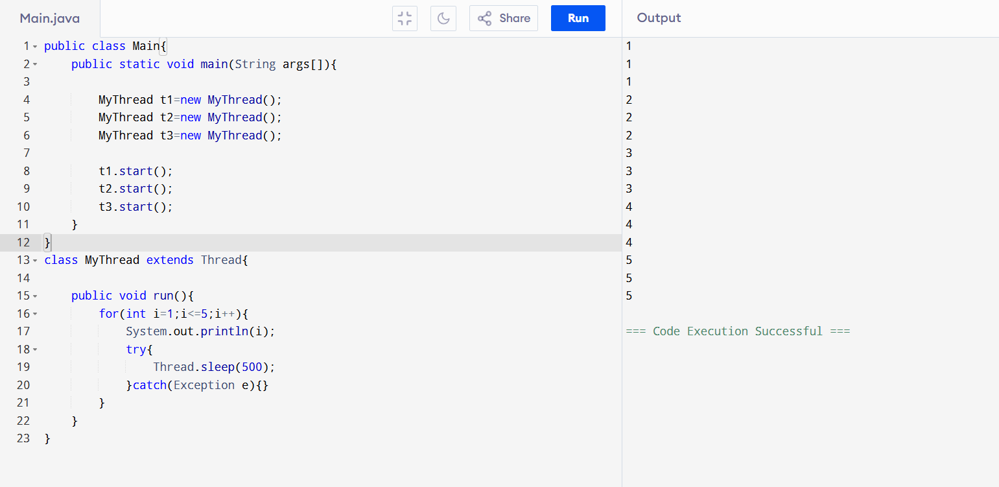 Main.java
Share
Run
Output
1 public class Main{
2     public static void main(String args[]){
3
4         MyThread t1=new MyThread();
5         MyThread t2=new MyThread();
6         MyThread t3=new MyThread();
7
8         t1.start();
9         t2.start();
10         t3.start();
11     }
12 }
13 class MyThread extends Thread{
14
15     public void run(){
16         for(int i=1;i<=5;i++){
17             System.out.println(i);
18             try{
19                 Thread.sleep(500);
20             }catch(Exception e){}
21         }
22     }
23 }
1
1
1
2
2
2
3
3
3
4
4
4
5
5
5
=== Code Execution Successful ===